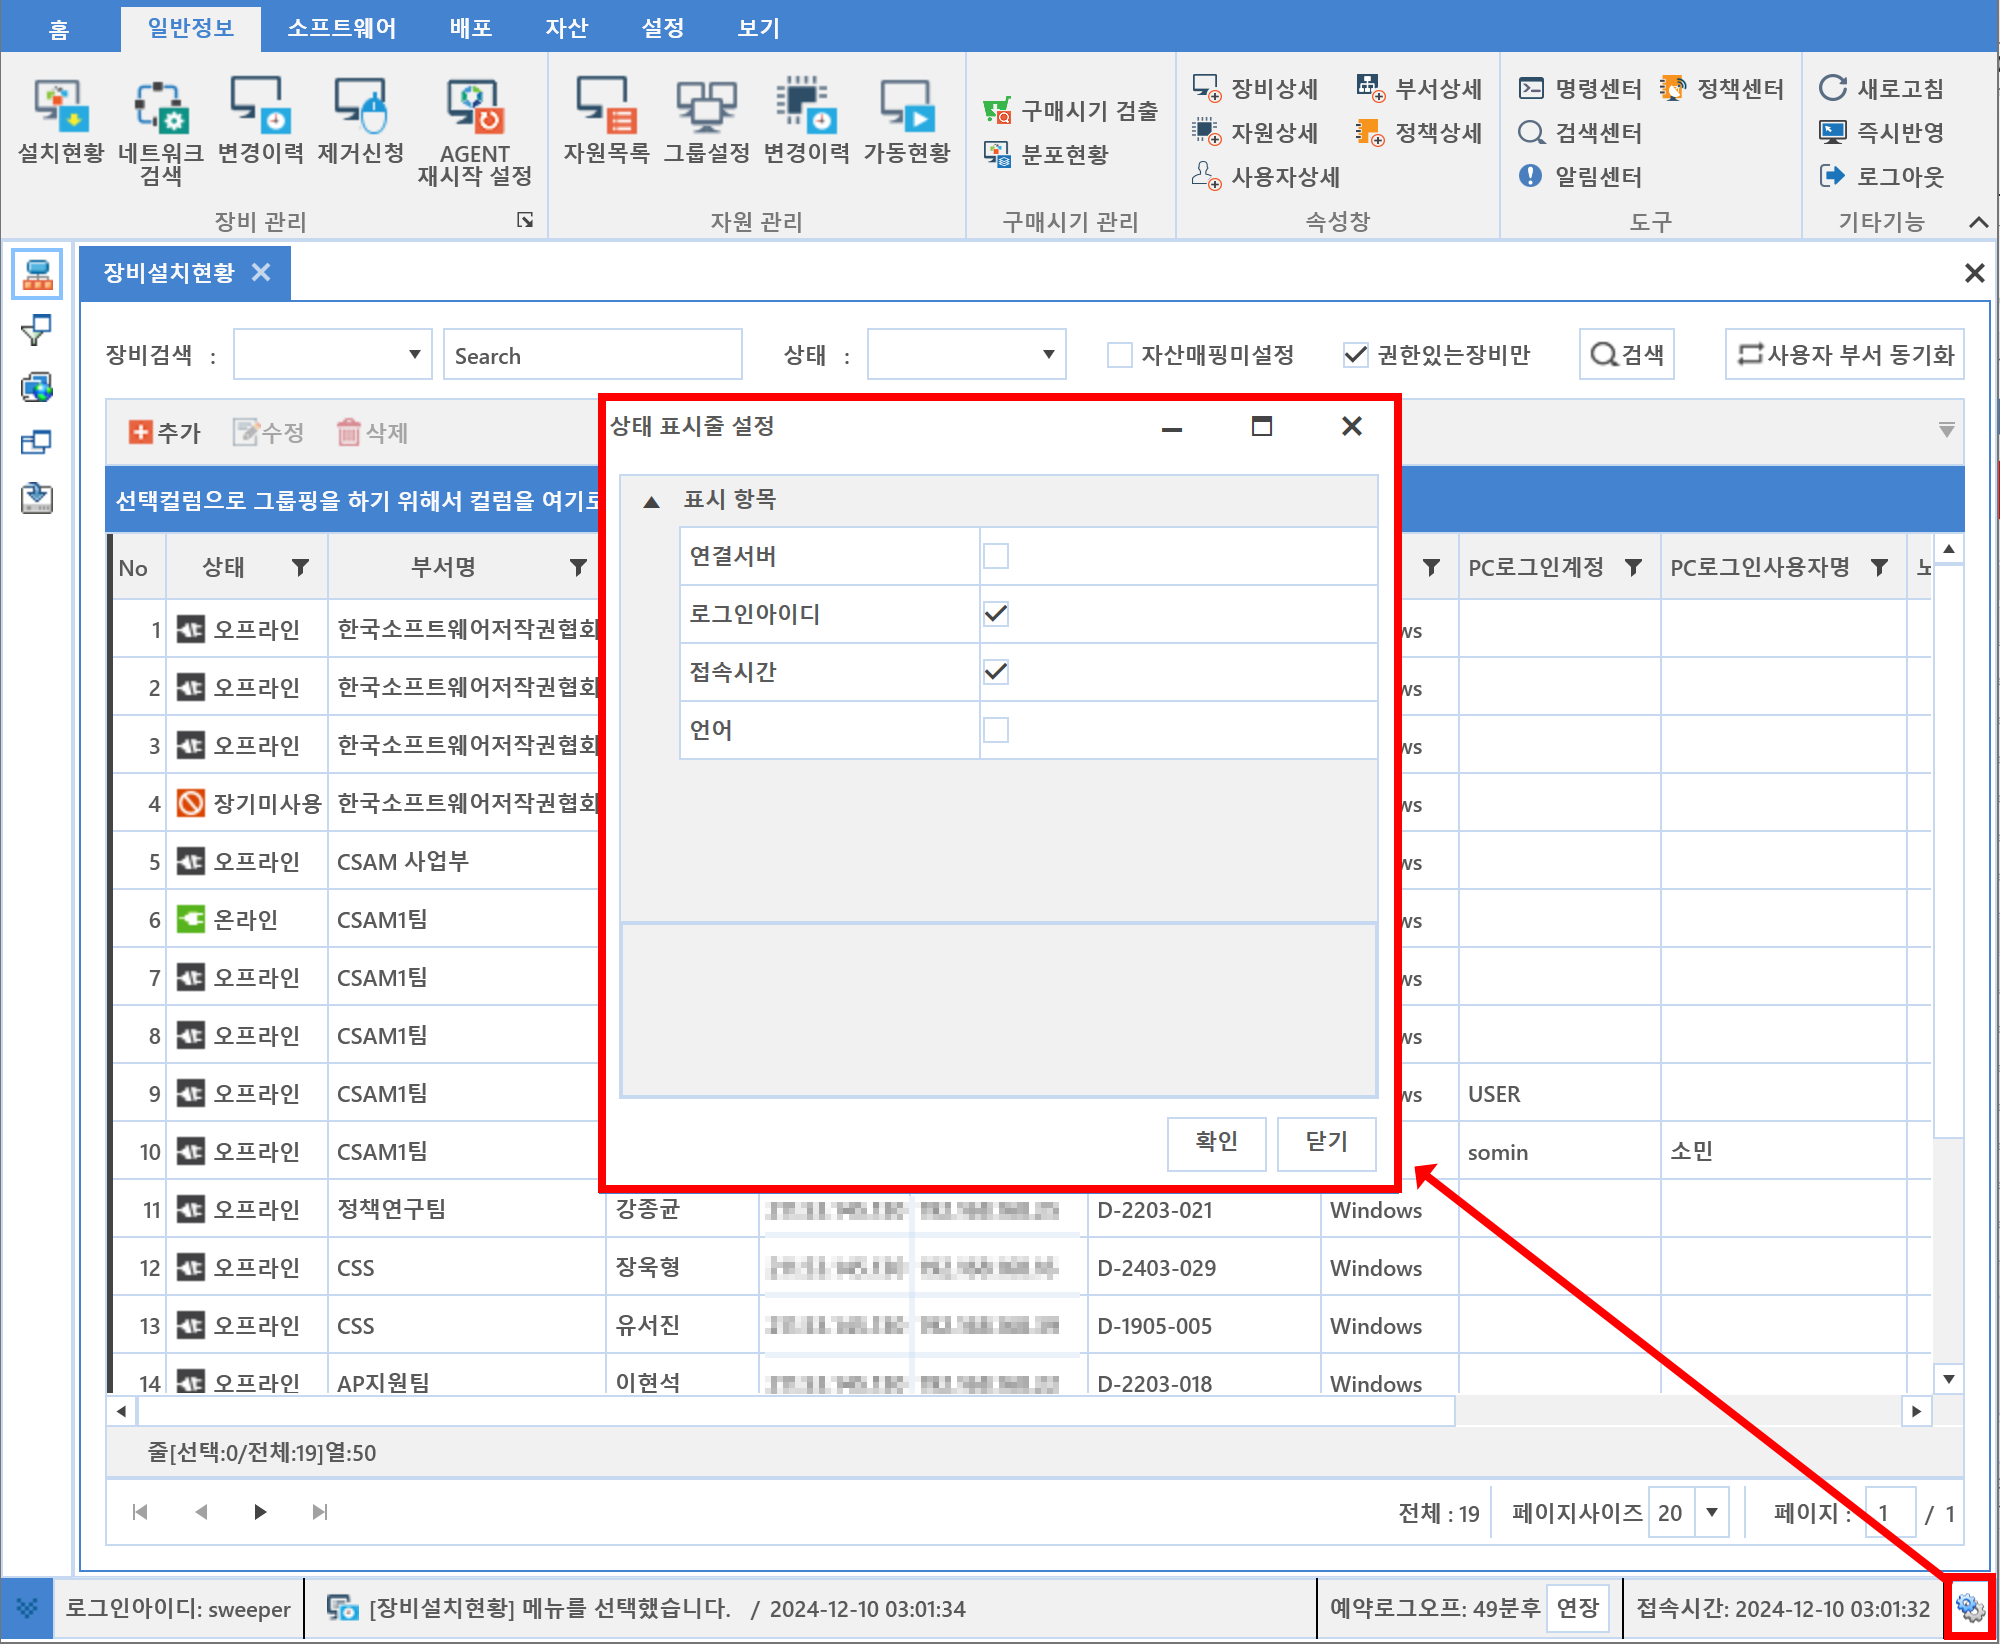 홈 일반정보 소프트웨어 배포 자산 설정 보기
설치현황 네트워크 검색 변경이력 제거신청 AGENT 재시작 설정
장비 관리
자원목록 그룹설정 변경이력 가동현황
자원 관리
구매시기 검출
분포현황
구매시기 관리
장비상세 부서상세
자원상세 정책상세
사용자상세
속성창
명령센터 정책센터
검색센터
알림센터
도구
새로고침
즉시반영
로그아웃
기타기능
장비설치현황
장비검색 : Search 상태 : 자산매핑미설정 권한있는장비만 검색 사용자 부서 동기화
추가 수정 삭제
선택컬럼으로 그룹핑을 하기 위해서 컬럼을 여기로
No 상태 부서명 PC로그인계정 PC로그인사용자명
1 오프라인 한국소프트웨어저작권협회 ws
2 오프라인 한국소프트웨어저작권협회 ws
3 오프라인 한국소프트웨어저작권협회 ws
4 장기미사용 한국소프트웨어저작권협회 ws
5 오프라인 CSAM 사업부 ws
6 온라인 CSAM1팀 ws
7 오프라인 CSAM1팀 ws
8 오프라인 CSAM1팀 ws
9 오프라인 CSAM1팀 ws USER
10 오프라인 CSAM1팀 somin 소민
11 오프라인 정책연구팀 강종균 D-2203-021 Windows
12 오프라인 CSS 장욱형 D-2403-029 Windows
13 오프라인 CSS 유서진 D-1905-005 Windows
14 오프라인 AP지원팀 이현석 D-2203-018 Windows
상태 표시줄 설정
표시 항목
연결서버
로그인아이디
접속시간
언어
확인 닫기
줄[선택:0/전체:19]열:50
전체 : 19 페이지사이즈 20 페이지 : 1 / 1
로그인아이디: sweeper [장비설치현황] 메뉴를 선택했습니다. / 2024-12-10 03:01:34 예약로그오프: 49분후 연장 접속시간: 2024-12-10 03:01:32